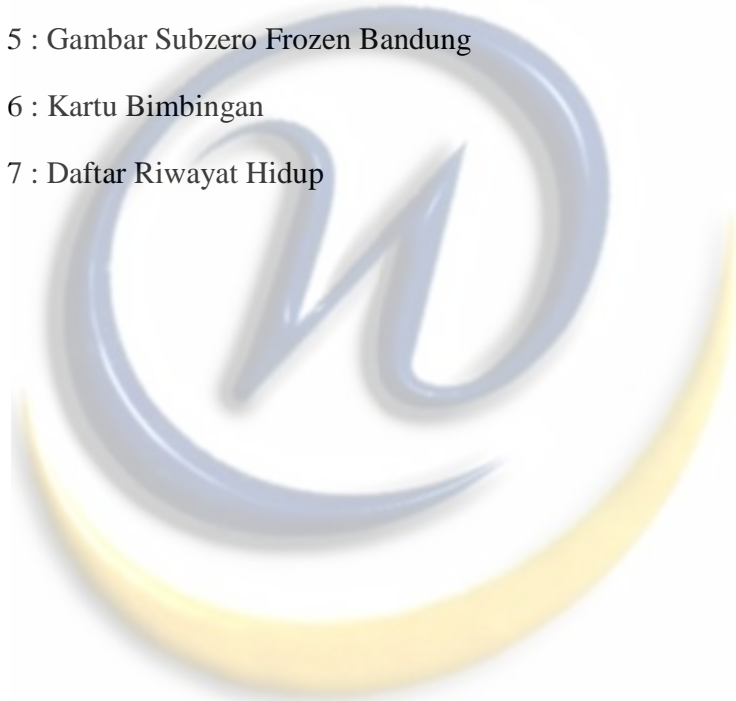 5 : Gambar Subzero Frozen Bandung
6 : Kartu Bimbingan
7 : Daftar Riwayat Hidup